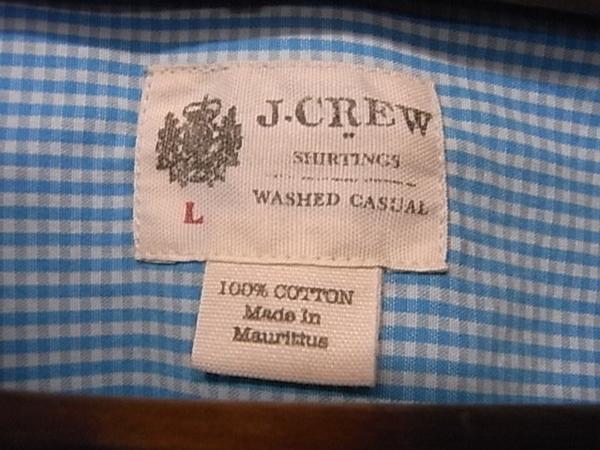 J.CREW
SHIRTINGS
WASHED CASUAL
L
100% COTTON
Made in
Mauritius